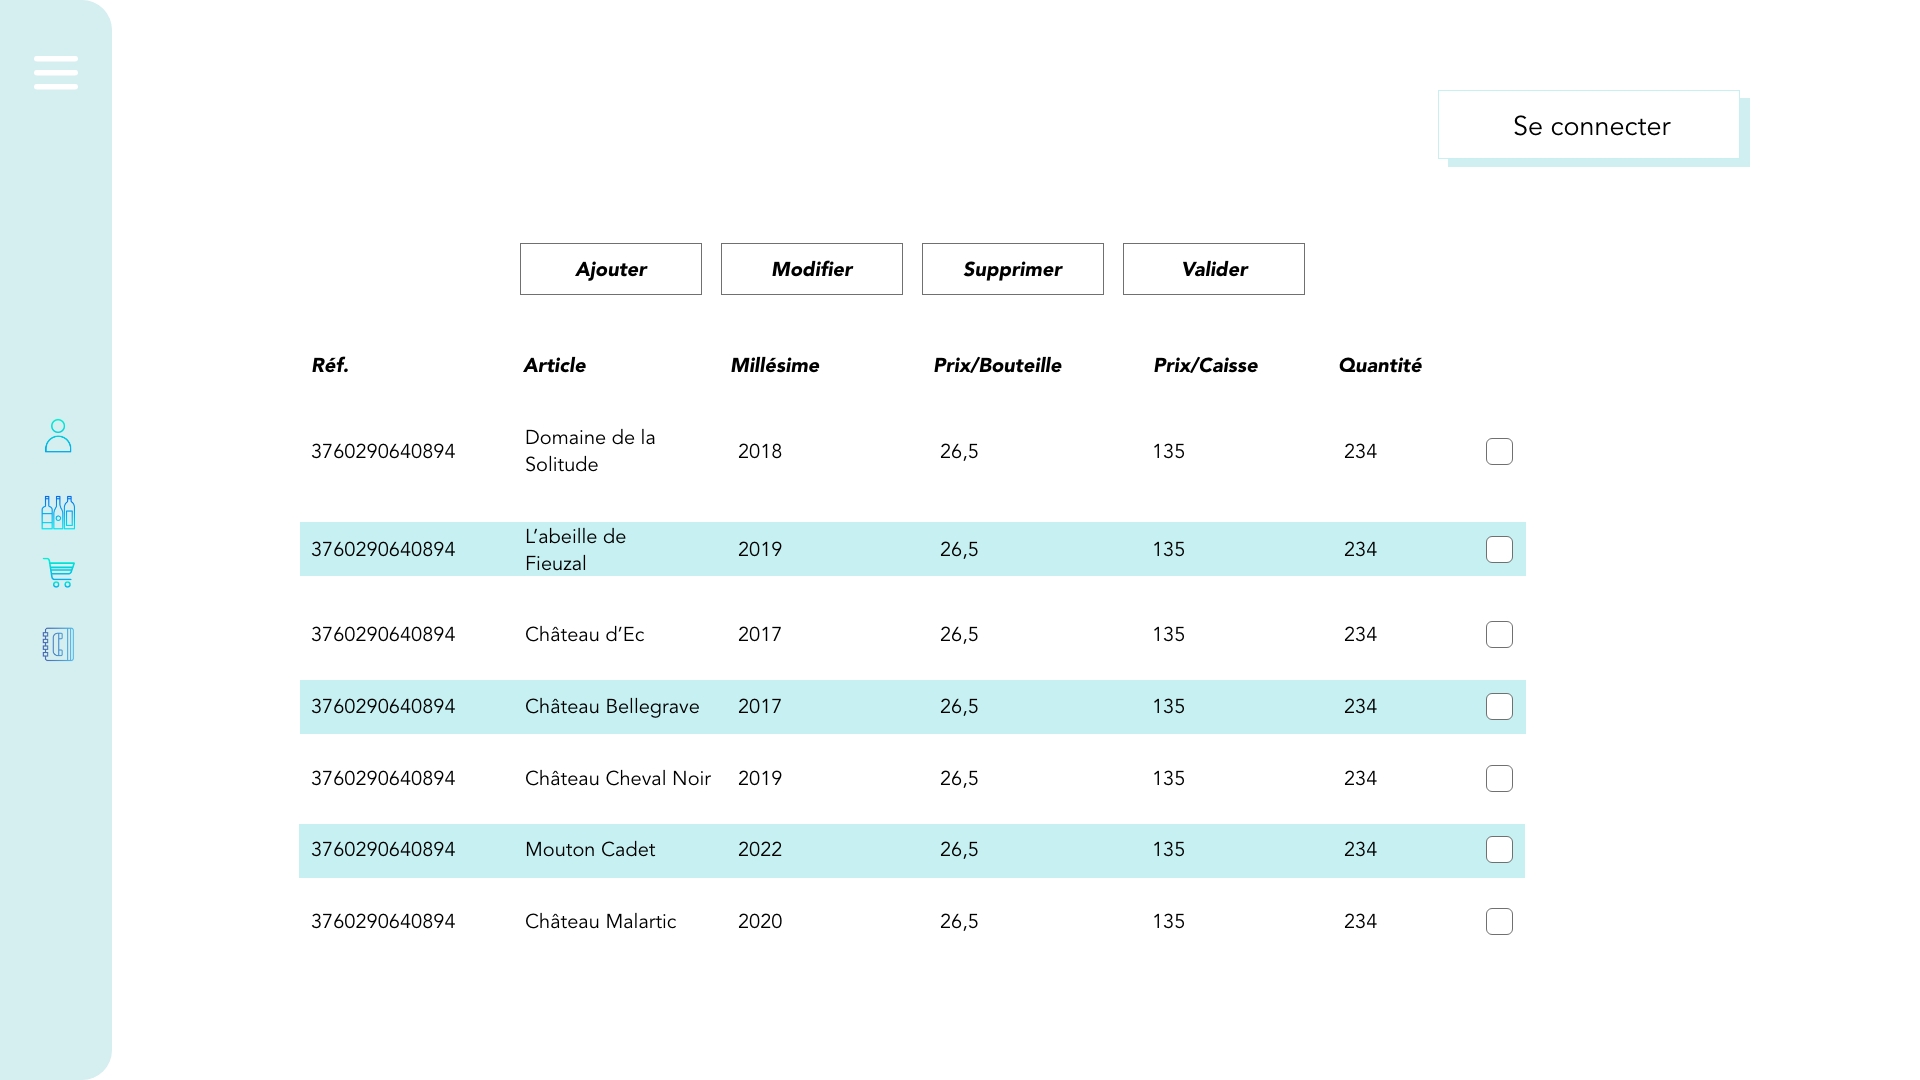 Se connecter
Ajouter Modifier Supprimer Valider
Réf. Article Millésime Prix/Bouteille Prix/Caisse Quantité
3760290640894 Domaine de la Solitude 2018 26,5 135 234
3760290640894 L’abeille de Fieuzal 2019 26,5 135 234
3760290640894 Château d’Ec 2017 26,5 135 234
3760290640894 Château Bellegrave 2017 26,5 135 234
3760290640894 Château Cheval Noir 2019 26,5 135 234
3760290640894 Mouton Cadet 2022 26,5 135 234
3760290640894 Château Malartic 2020 26,5 135 234